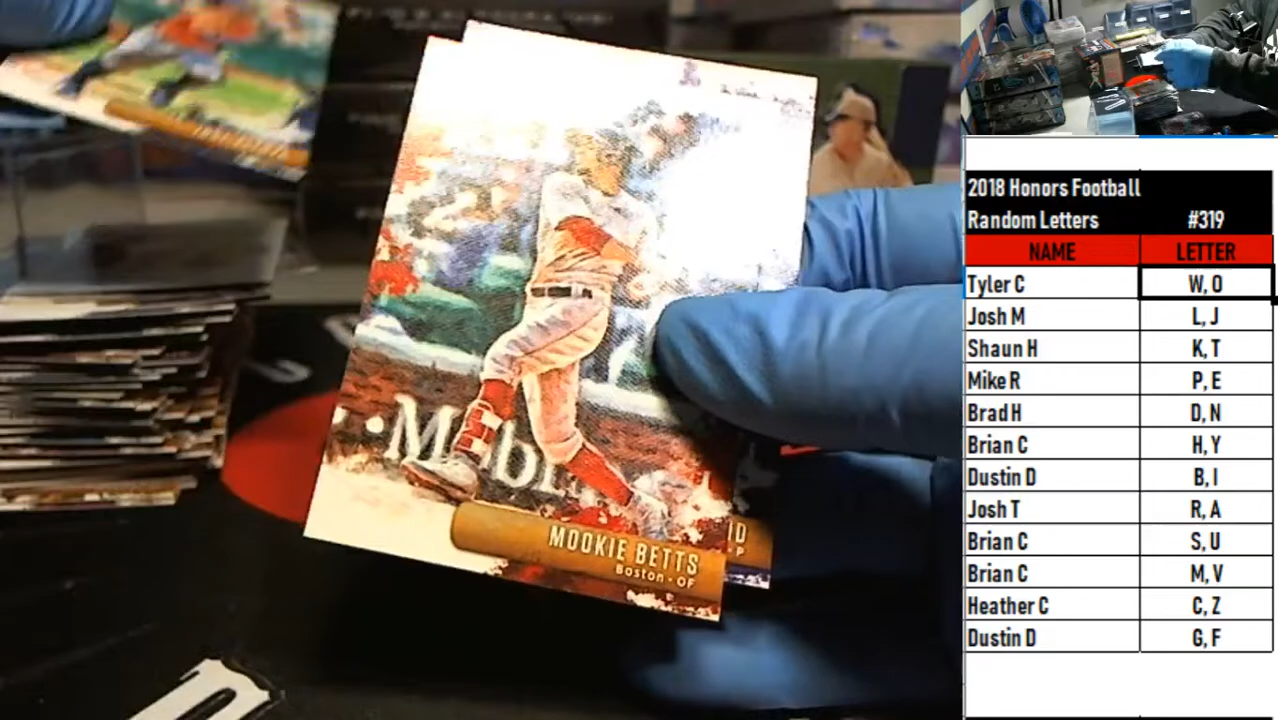 MOOKIE BETTS
Boston - OF
ID
- P
2018 Honors Football
Random Letters #319
NAME LETTER
Tyler C W, O
Josh M L, J
Shaun H K, T
Mike R P, E
Brad H D, N
Brian C H, Y
Dustin D B, I
Josh T R, A
Brian C S, U
Brian C M, V
Heather C C, Z
Dustin D G, F